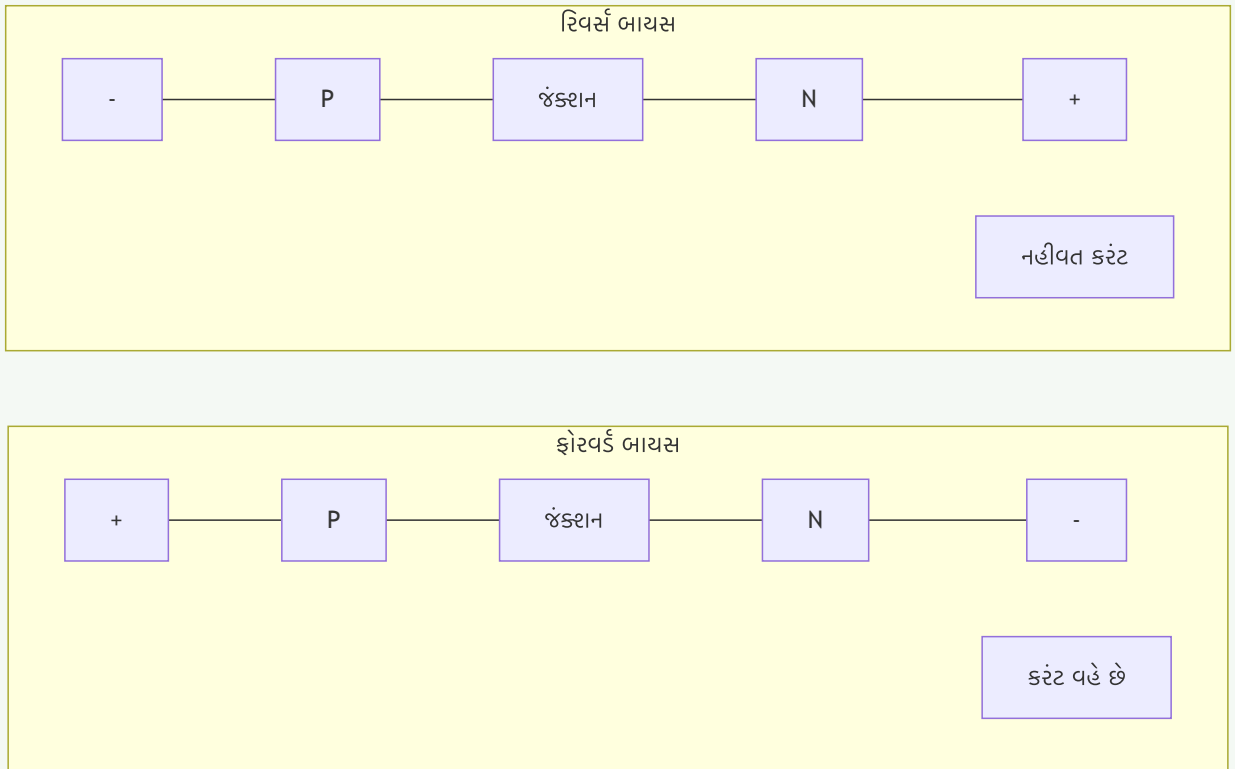 રિવર્સ બાયસ
- P જંક્શન N +
નહીવત કરંટ
ફોરવર્ડ બાયસ
+ P જંક્શન N -
કરંટ વહે છે